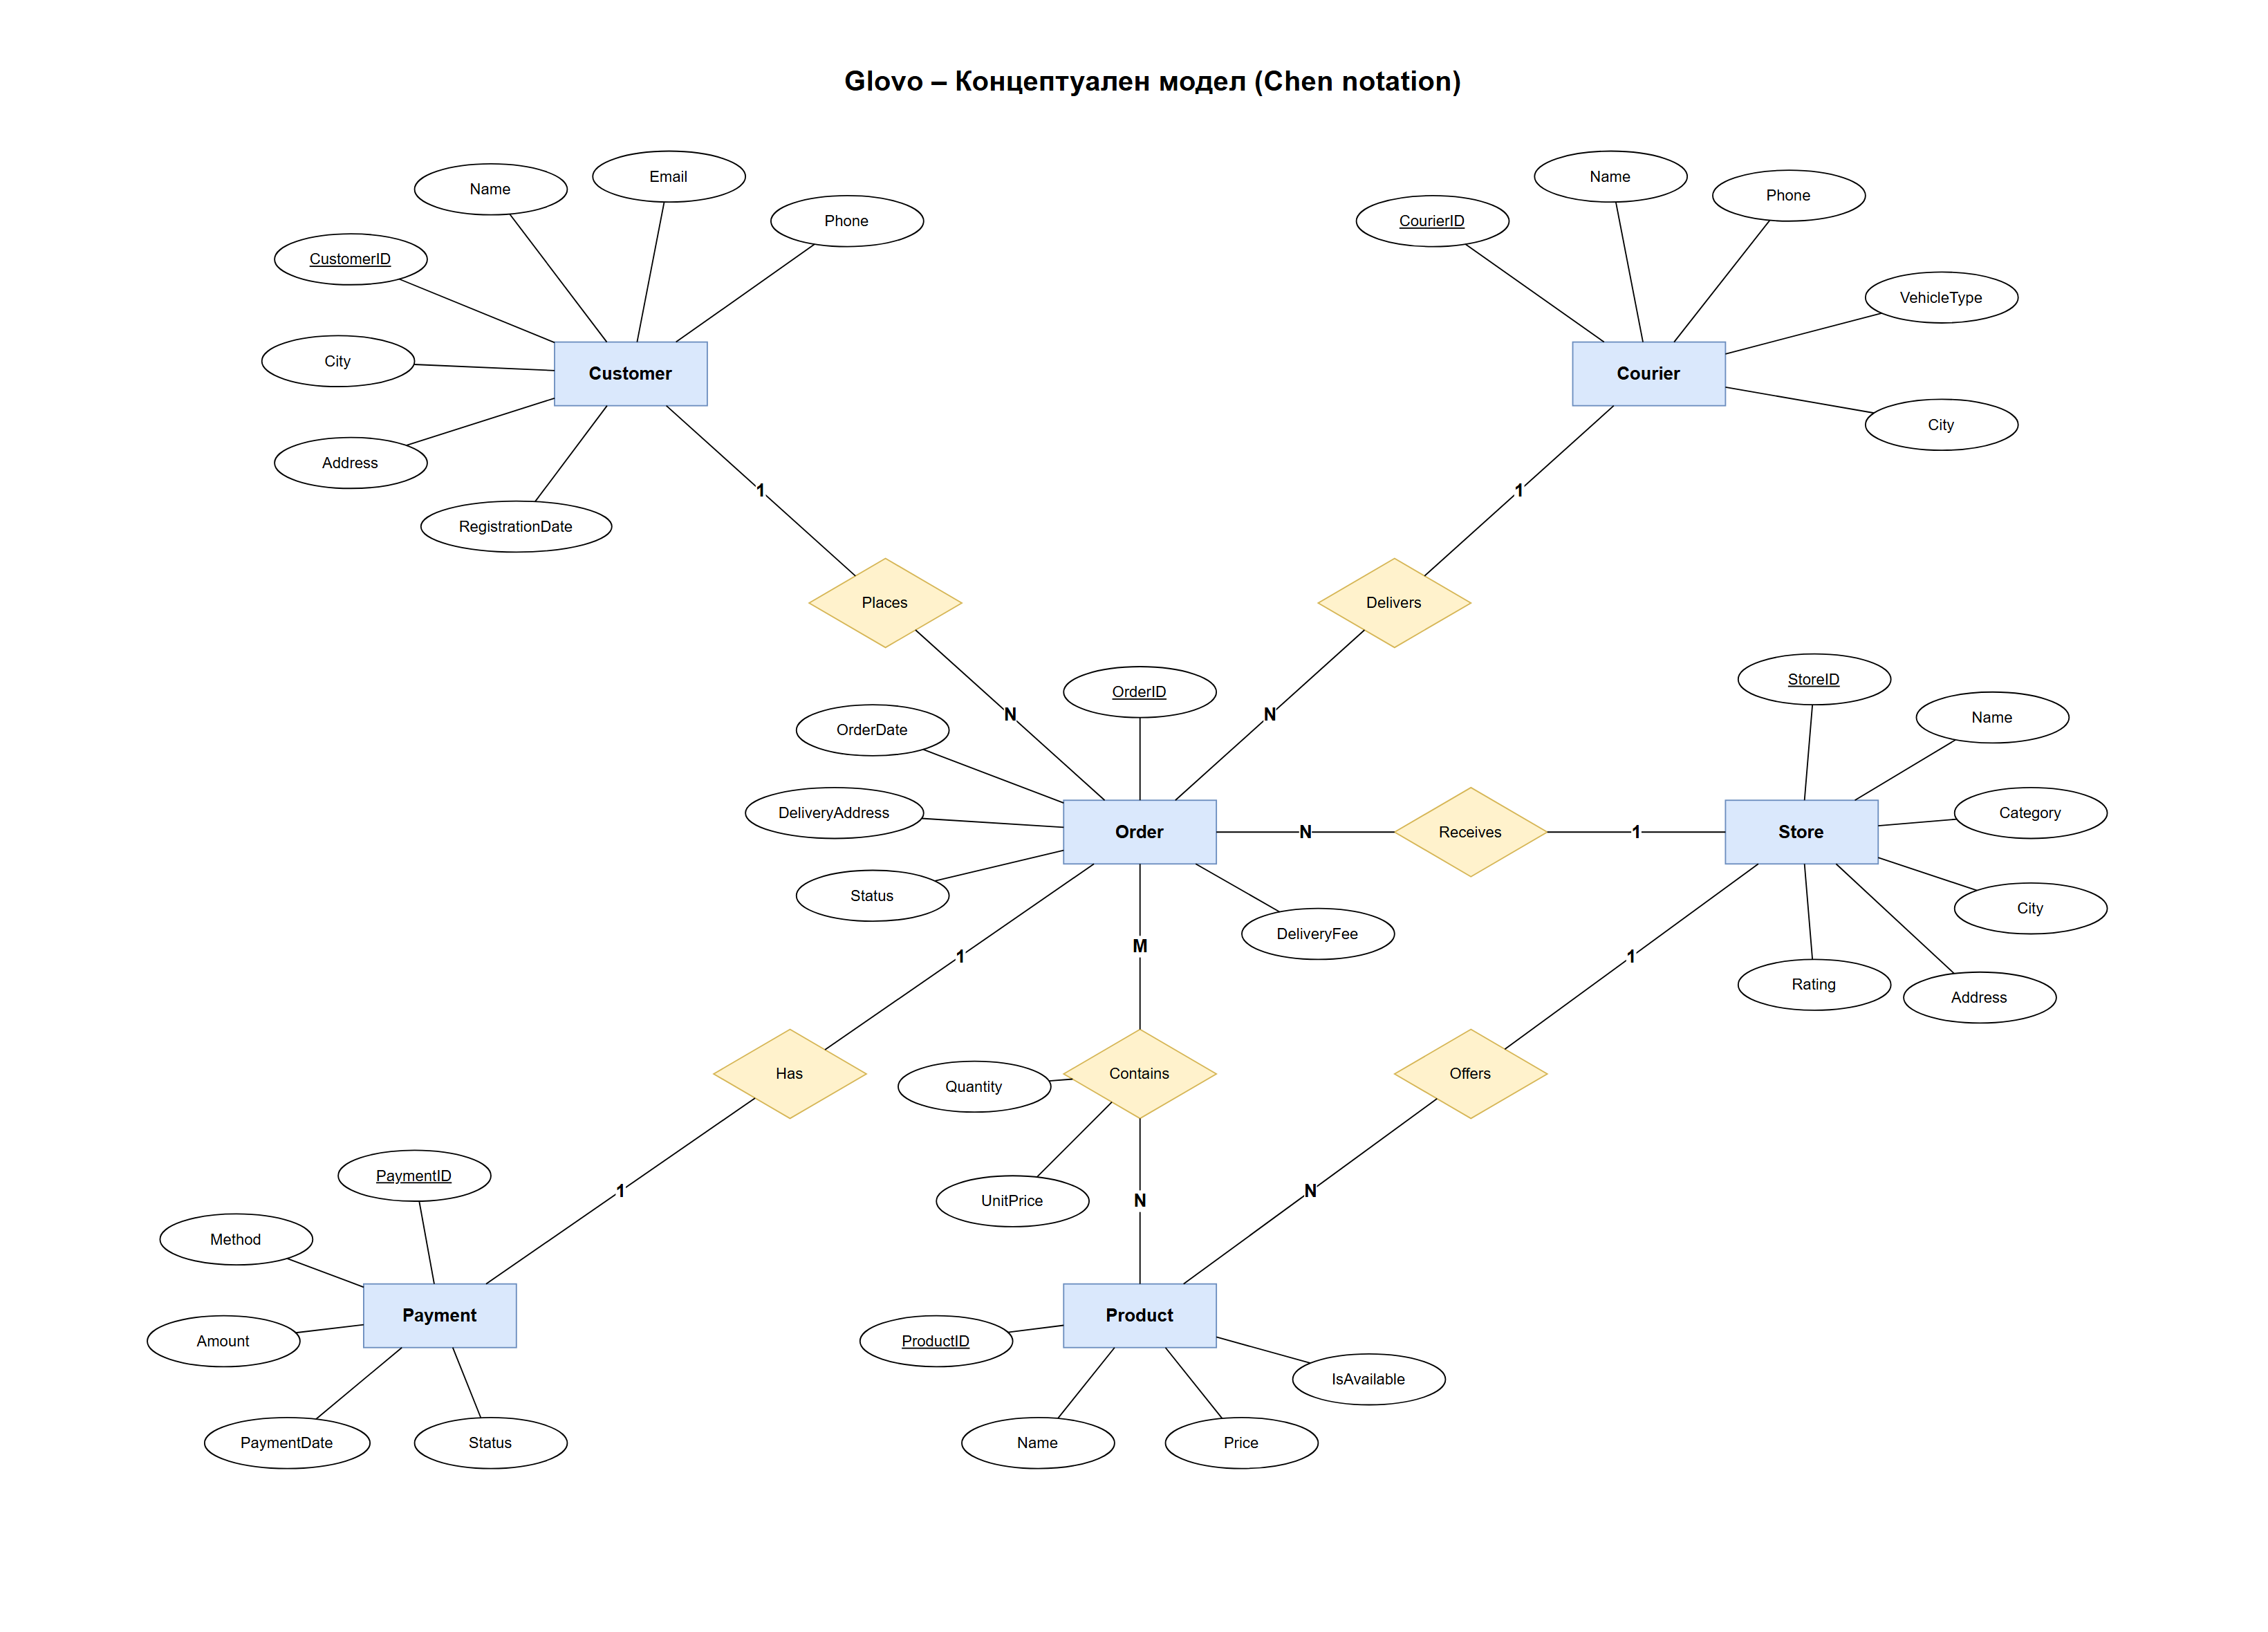 Glovo – Концептуален модел (Chen notation)
Name
Email
Phone
CustomerID
City
Customer
Address
RegistrationDate
CourierID
Name
Phone
VehicleType
Courier
City
1
1
Places
Delivers
N
N
OrderID
OrderDate
DeliveryAddress
Order
Status
DeliveryFee
N
Receives
1
StoreID
Name
Category
Store
City
Rating
Address
1
M
1
Has
Quantity
Contains
UnitPrice
Offers
1
N
N
PaymentID
Method
Payment
Amount
PaymentDate
Status
Product
ProductID
IsAvailable
Name
Price